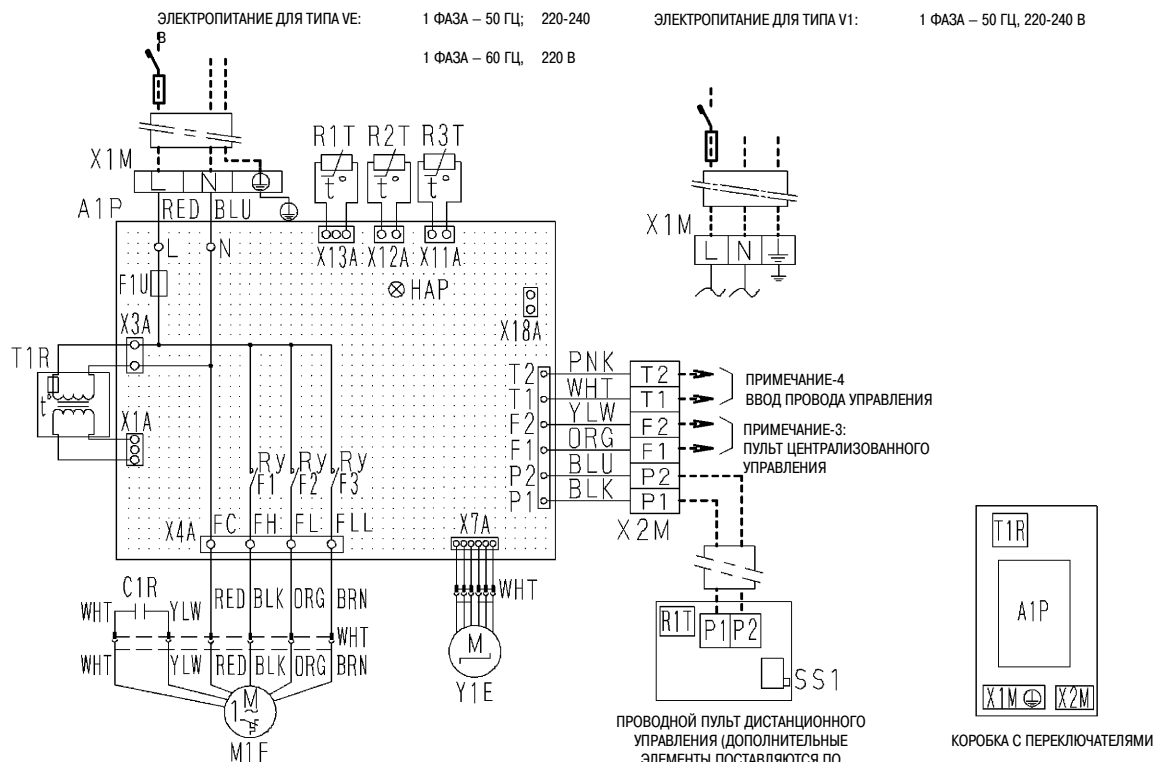 ЭЛЕКТРОПИТАНИЕ ДЛЯ ТИПА VE: 1 ФАЗА – 50 ГЦ; 220-240 В
1 ФАЗА – 60 ГЦ, 220 В
ЭЛЕКТРОПИТАНИЕ ДЛЯ ТИПА V1: 1 ФАЗА – 50 ГЦ, 220-240 В
X1M
L N
A1P RED BLU
R1T R2T R3T
t° t° t°
X13A X12A X11A
L N
F1U
HAP
X18A
X3A
T1R
t°
X1A
Ry Ry Ry
F1 F2 F3
X4A FC FH FL FLL
X7A
T2 PNK T2
T1 WHT T1
F2 YLW F2
F1 ORG F1
P2 BLU P2
P1 BLK P1
X2M
ПРИМЕЧАНИЕ-4
ВВОД ПРОВОДА УПРАВЛЕНИЯ
ПРИМЕЧАНИЕ-3:
ПУЛЬТ ЦЕНТРАЛИЗОВАННОГО
УПРАВЛЕНИЯ
X1M
L N
C1R
WHT YLW RED BLK ORG BRN
WHT
WHT YLW RED BLK ORG BRN
M
1~
M1F
WHT
M
Y1E
R1T P1 P2
SS1
ПРОВОДНОЙ ПУЛЬТ ДИСТАНЦИОННОГО
УПРАВЛЕНИЯ (ДОПОЛНИТЕЛЬНЫЕ
ЭЛЕМЕНТЫ ПОСТАВЛЯЮТСЯ ПО
T1R
A1P
X1M X2M
КОРОБКА С ПЕРЕКЛЮЧАТЕЛЯМИ